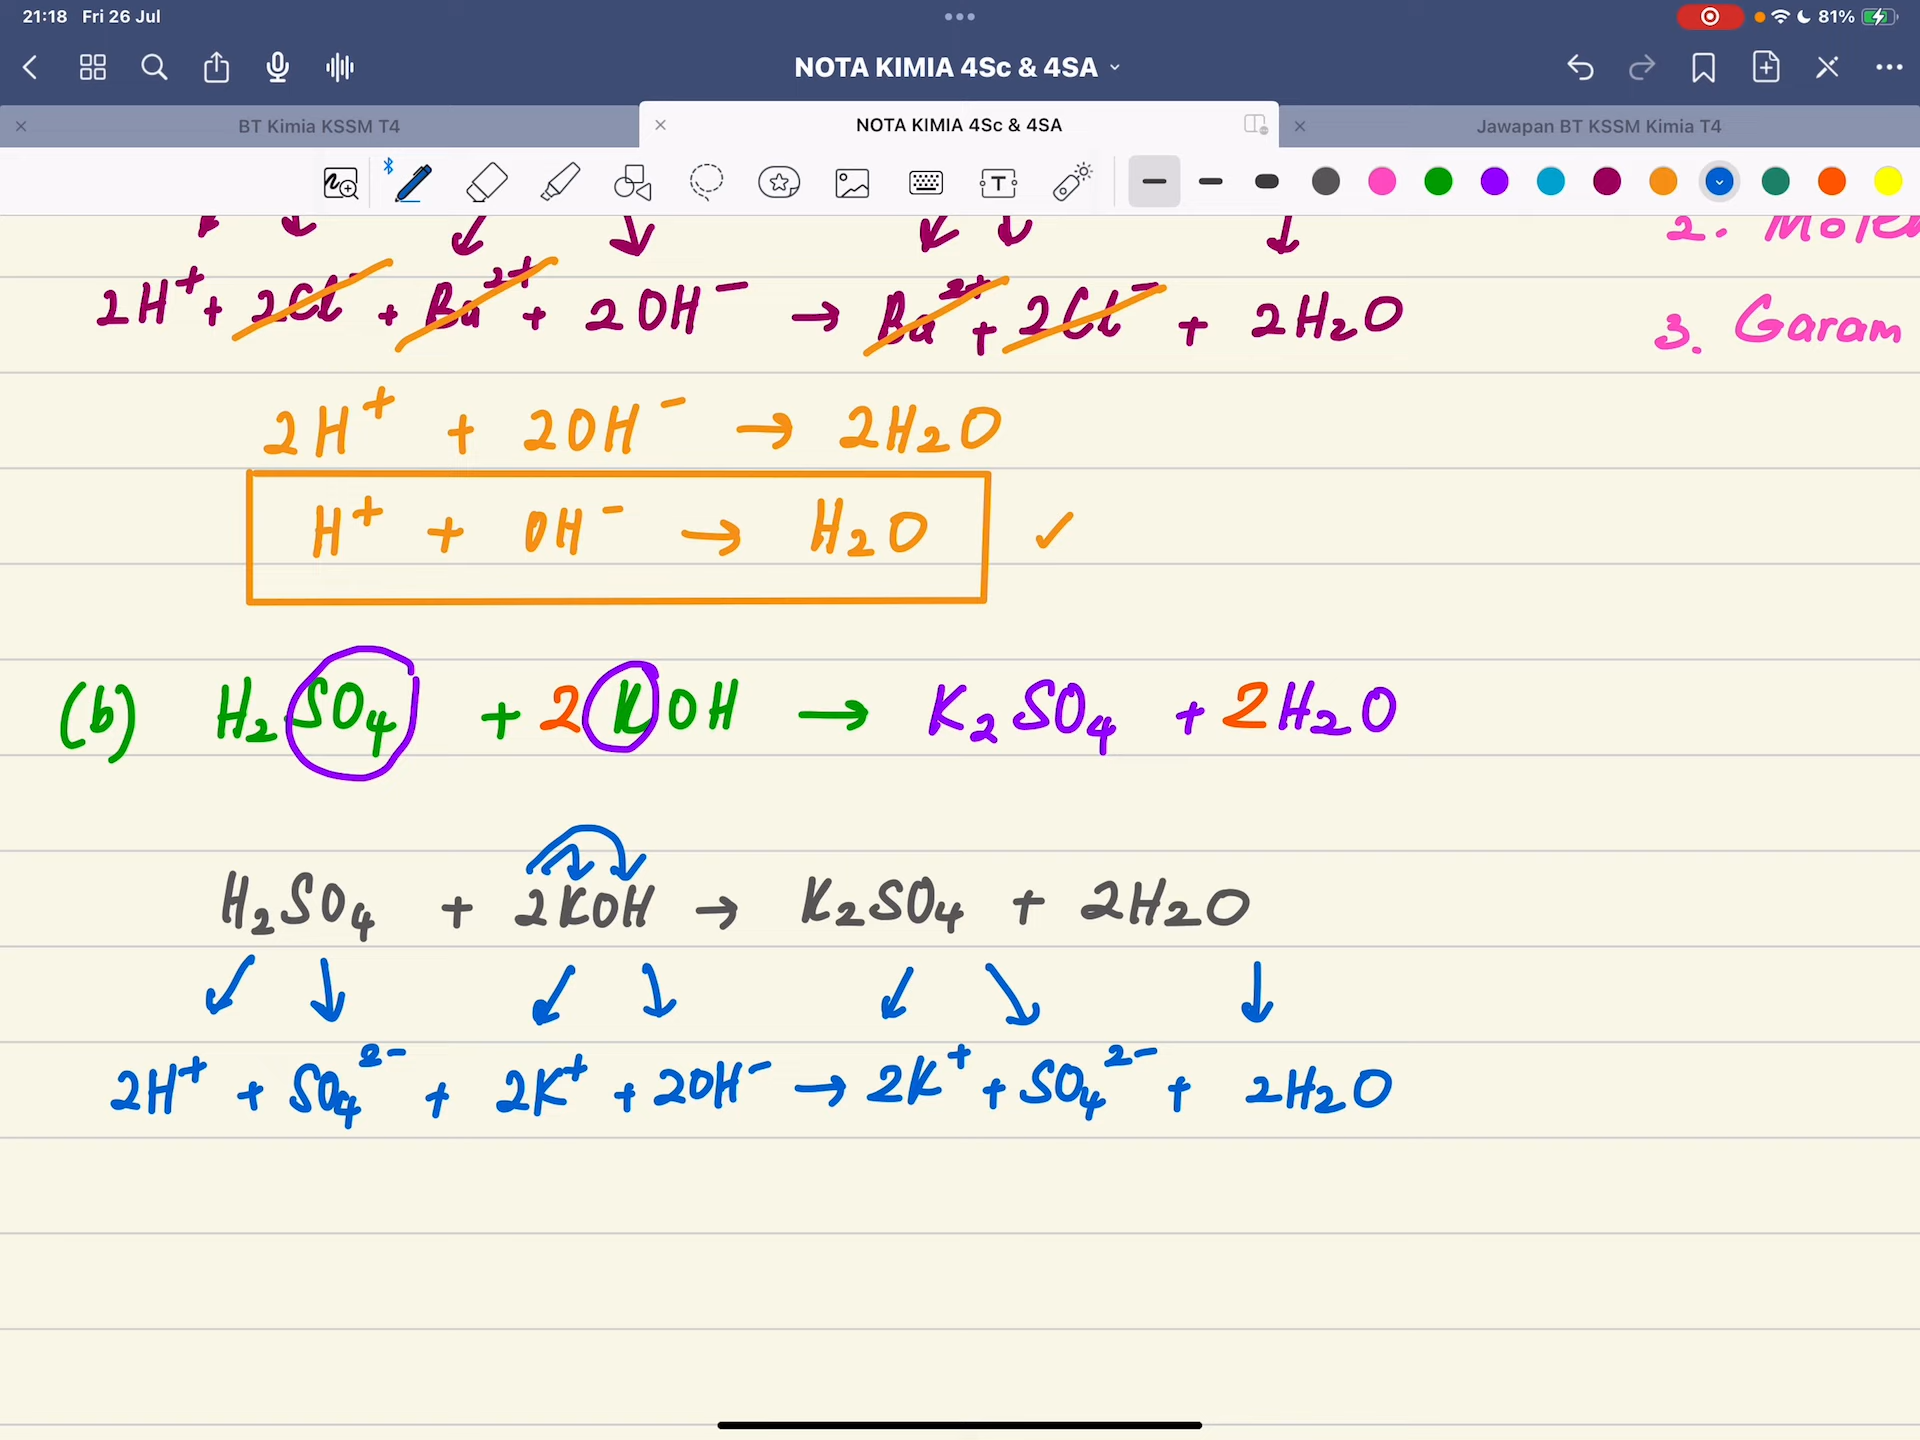 21:18 Fri 26 Jul 81%
NOTA KIMIA 4Sc & 4SA
BT Kimia KSSM T4 NOTA KIMIA 4Sc & 4SA Jawapan BT KSSM Kimia T4
2.
2H⁺ + 2Cl⁻ + Ba²⁺ + 2OH⁻ → Ba²⁺ + 2Cl⁻ + 2H₂O
3. Garam
2H⁺ + 2OH⁻ → 2H₂O
H⁺ + OH⁻ → H₂O ✓
(b) H₂SO₄ + 2KOH → K₂SO₄ + 2H₂O
H₂SO₄ + 2KOH → K₂SO₄ + 2H₂O
2H⁺ + SO₄²⁻ + 2K⁺ + 2OH⁻ → 2K⁺ + SO₄²⁻ + 2H₂O